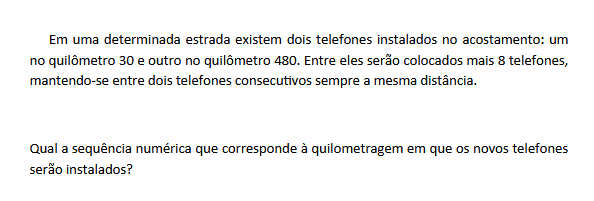 Em uma determinada estrada existem dois telefones instalados no acostamento: um
no quilômetro 30 e outro no quilômetro 480. Entre eles serão colocados mais 8 telefones,
mantendo-se entre dois telefones consecutivos sempre a mesma distância.
Qual a sequência numérica que corresponde à quilometragem em que os novos telefones
serão instalados?